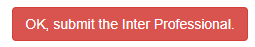 OK, submit the Inter Professional.